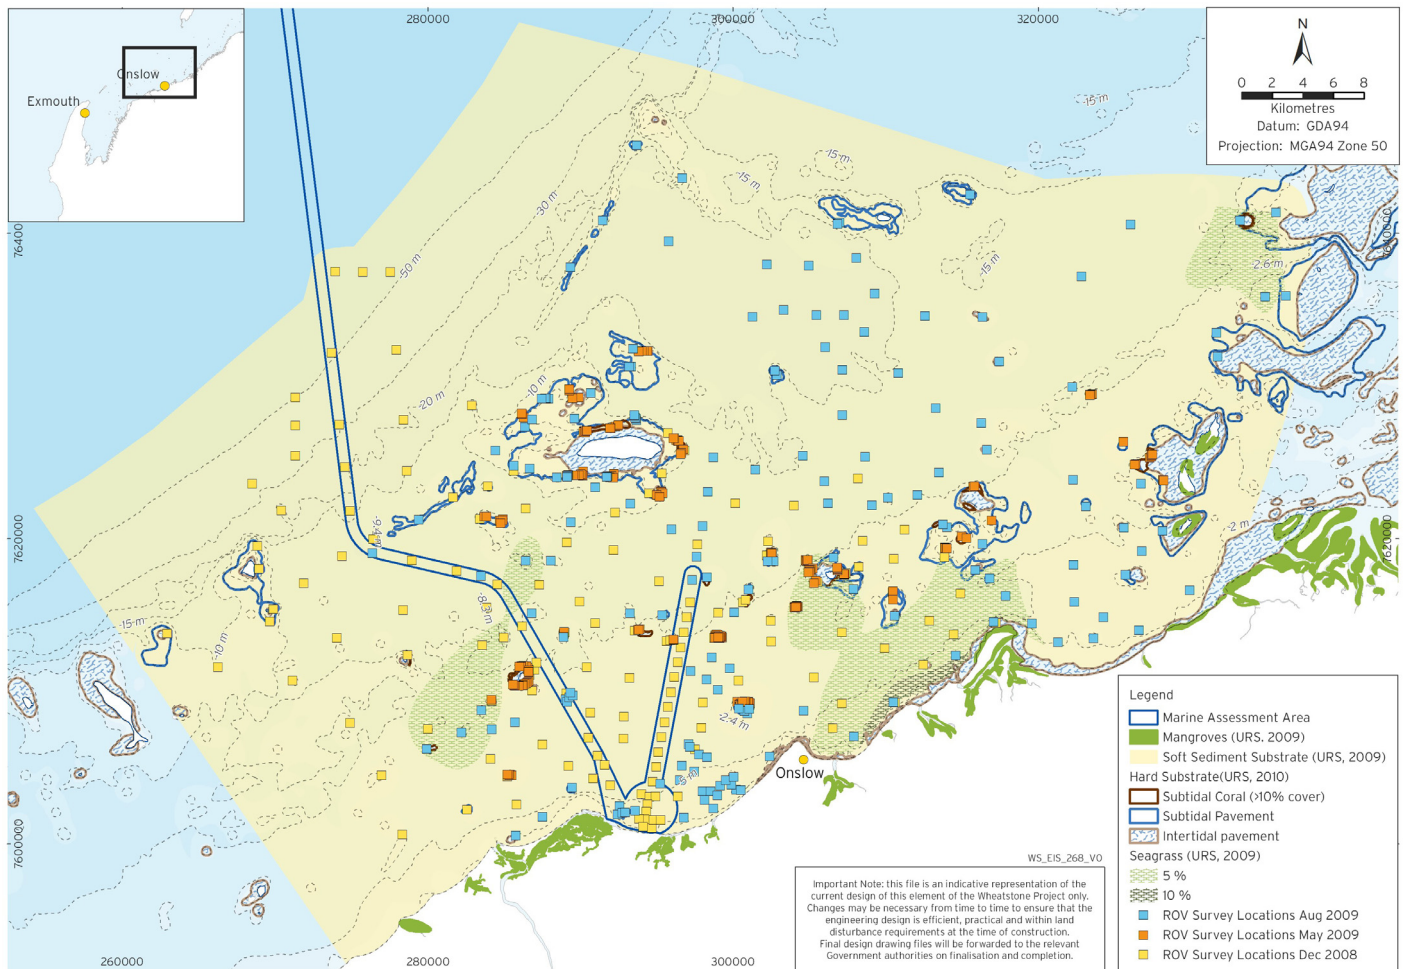 280000
300000
320000
Onslow
Exmouth
N
0 2 4 6 8
Kilometres
Datum: GDA94
Projection: MGA94 Zone 50
-15 m
-15 m
-15 m
-30 m
-50 m
-15 m
2.6 m
76400
7640000
-10 m
-20 m
-9.4 m
-2 m
7620000
7620000
-8.2 m
-15 m
-10 m
-2.4 m
-5 m
Onslow
7600000
WS_EIS_268_V0
Important Note: this file is an indicative representation of the
current design of this element of the Wheatstone Project only.
Changes may be necessary from time to time to ensure that the
engineering design is efficient, practical and within land
disturbance requirements at the time of construction.
Final design drawing files will be forwarded to the relevant
Government authorities on finalisation and completion.
Legend
Marine Assessment Area
Mangroves (URS. 2009)
Soft Sediment Substrate (URS, 2009)
Hard Substrate(URS, 2010)
Subtidal Coral (>10% cover)
Subtidal Pavement
Intertidal pavement
Seagrass (URS, 2009)
5 %
10 %
ROV Survey Locations Aug 2009
ROV Survey Locations May 2009
ROV Survey Locations Dec 2008
260000
280000
300000